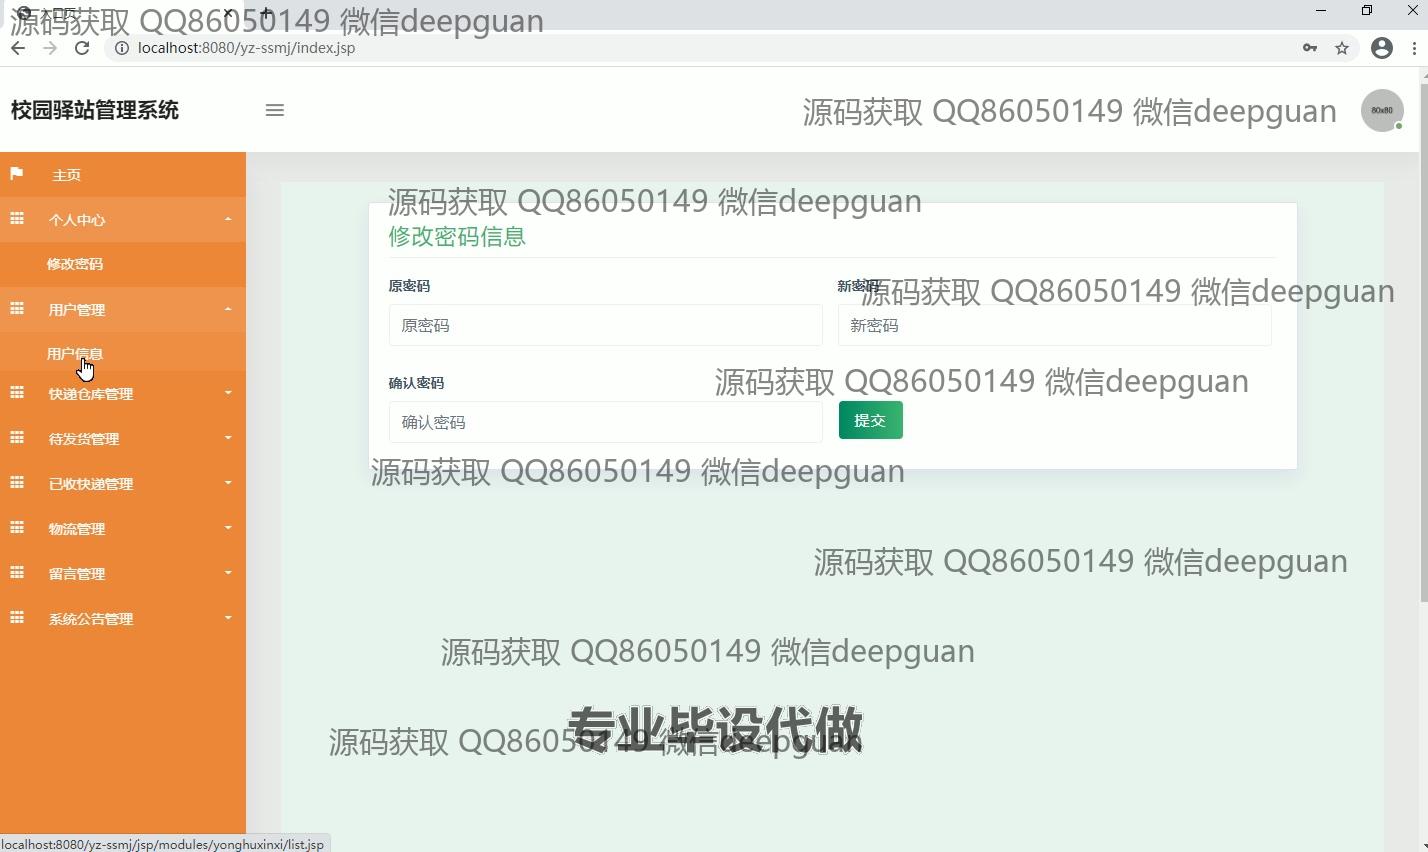 源码获取 QQ86050149 微信deepguan
localhost:8080/yz-ssmj/index.jsp
校园驿站管理系统
源码获取 QQ86050149 微信deepguan
80x80
主页
个人中心
修改密码
用户管理
用户信息
快递仓库管理
待发货管理
已收快递管理
物流管理
留言管理
系统公告管理
源码获取 QQ86050149 微信deepguan
修改密码信息
原密码
新密码
源码获取 QQ86050149 微信deepguan
原密码
新密码
确认密码
源码获取 QQ86050149 微信deepguan
确认密码
提交
源码获取 QQ86050149 微信deepguan
源码获取 QQ86050149 微信deepguan
源码获取 QQ86050149 微信deepguan
专业毕设代做
源码获取 QQ86050149 微信deepguan
localhost:8080/yz-ssmj/jsp/modules/yonghuxinxi/list.jsp